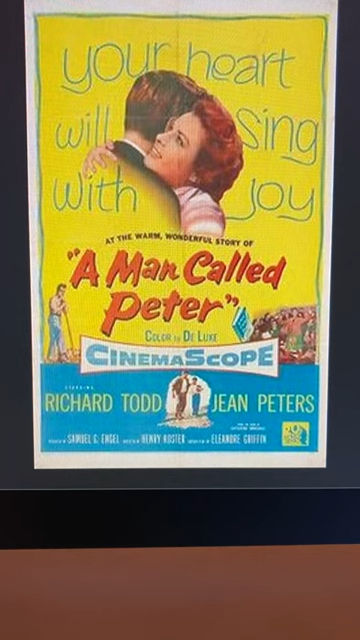 your heart
will sing
with joy
AT THE WARM, WONDERFUL STORY OF
"A Man Called
Peter"
COLOR by DE LUXE
CINEMASCOPE
STARRING
RICHARD TODD JEAN PETERS
SAMUEL G. ENGEL HENRY KOSTER ELEANORE GRIFFIN